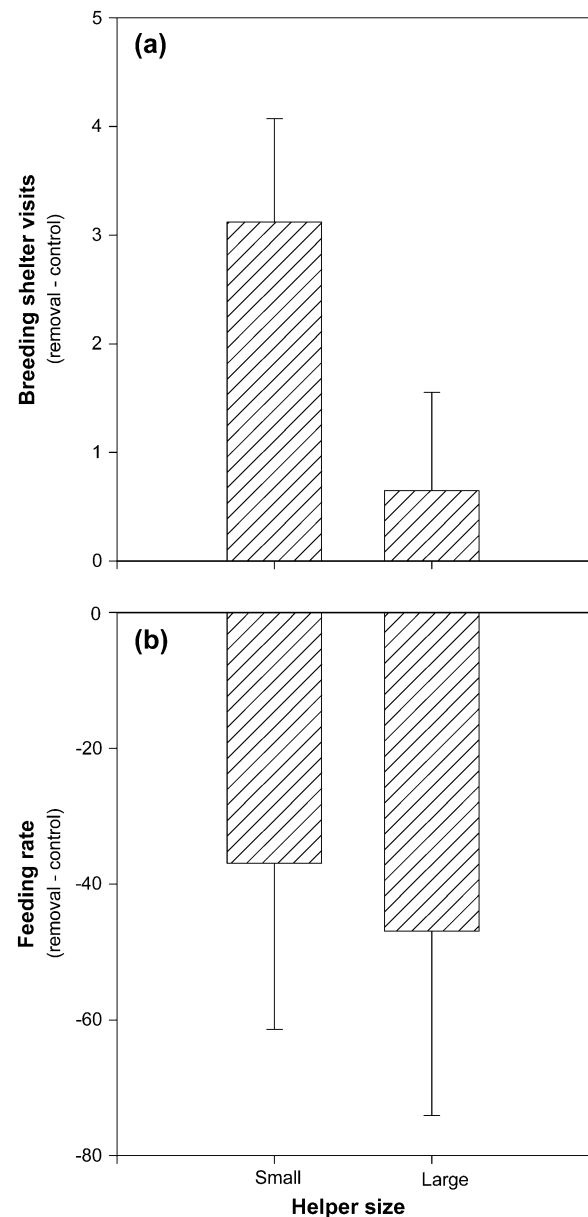 (a)
5
4
3
2
1
0
Breeding shelter visits
(removal - control)
(b)
0
-20
-40
-60
-80
Feeding rate
(removal - control)
Small Large
Helper size